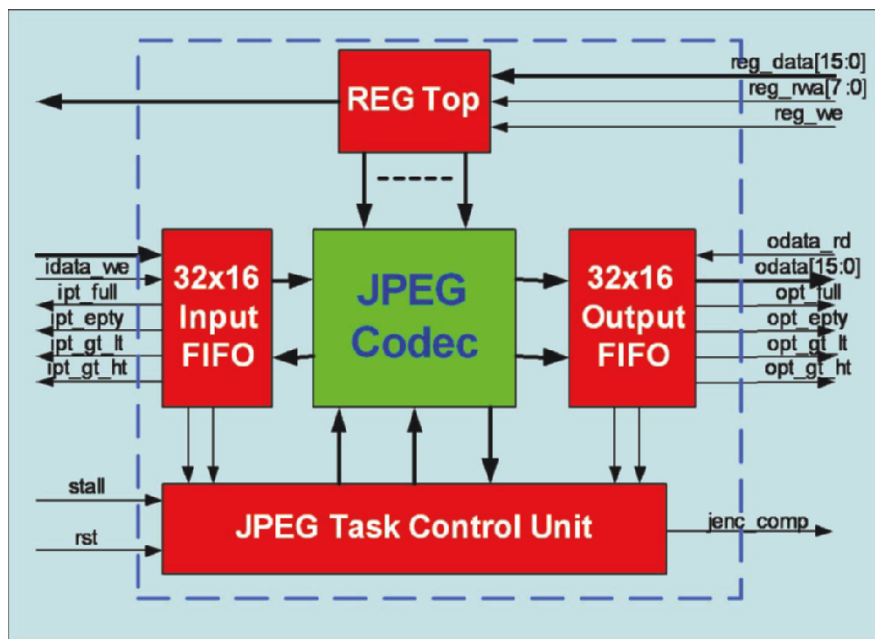 REG Top
reg_data[15:0]
reg_rwa[7:0]
reg_we
idata_we
ipt_full
ipt_epty
ipt_gt_lt
ipt_gt_ht
32x16
Input
FIFO
JPEG
Codec
32x16
Output
FIFO
odata_rd
odata[15:0]
opt_full
opt_epty
opt_gt_lt
opt_gt_ht
stall
rst
JPEG Task Control Unit
jenc_comp